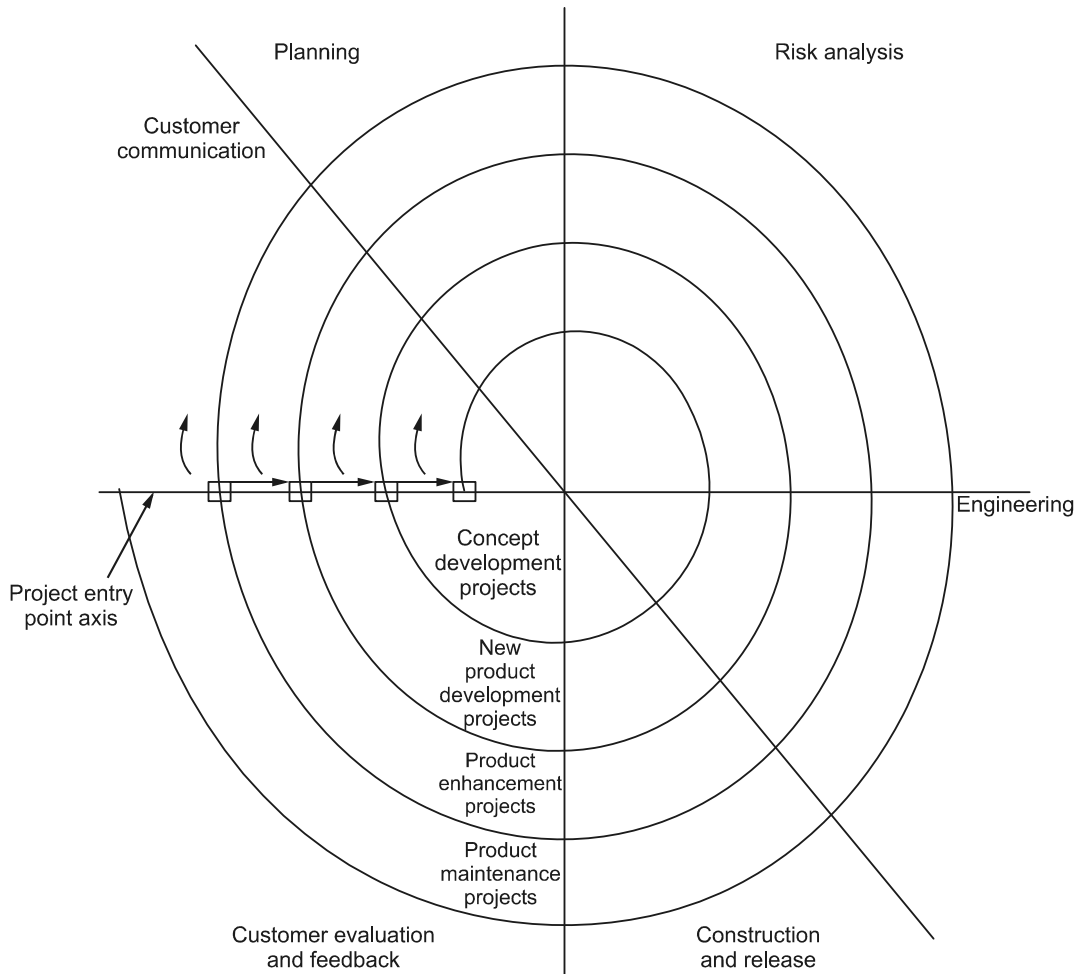 Planning
Risk analysis
Customer
communication
Engineering
Project entry
point axis
Concept
development
projects
New
product
development
projects
Product
enhancement
projects
Product
maintenance
projects
Customer evaluation
and feedback
Construction
and release